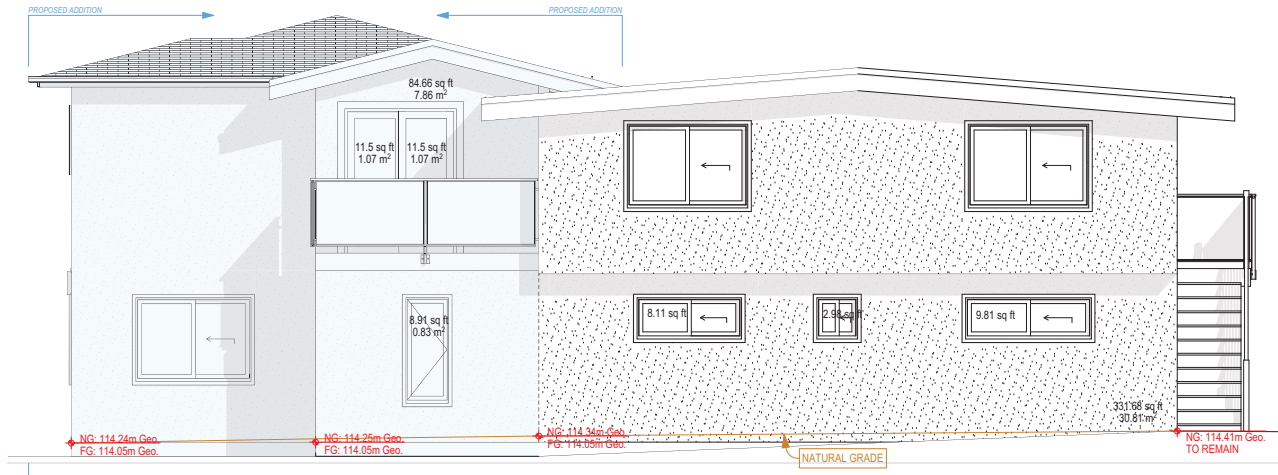 PROPOSED ADDITION
PROPOSED ADDITION
84.66 sq ft
7.86 m²
11.5 sq ft
1.07 m²
11.5 sq ft
1.07 m²
8.91 sq ft
0.83 m²
8.11 sq ft
2.98 sq ft
9.81 sq ft
331.68 sq ft
30.81 m²
NG: 114.24m Geo.
FG: 114.05m Geo.
NG: 114.25m Geo.
FG: 114.05m Geo.
NG: 114.34m Geo.
FG: 114.05m Geo.
NG: 114.41m Geo.
TO REMAIN
NATURAL GRADE